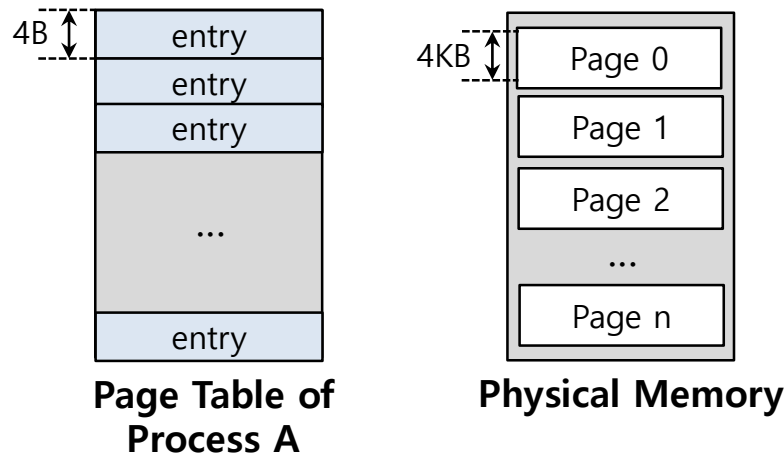 4B
entry
entry
entry
...
entry
Page Table of
Process A
4KB
Page 0
Page 1
Page 2
...
Page n
Physical Memory